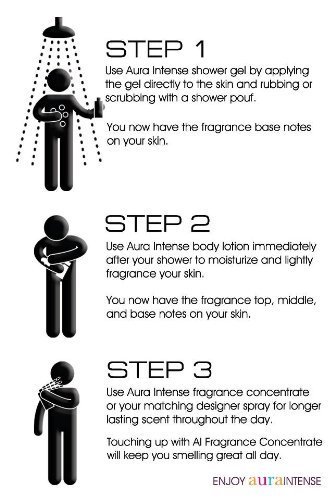 STEP 1
Use Aura Intense shower gel by applying
the gel directly to the skin and rubbing or
scrubbing with a shower pouf.
You now have the fragrance base notes
on your skin.
STEP 2
Use Aura Intense body lotion immediately
after your shower to moisturize and lightly
fragrance your skin.
You now have the fragrance top, middle,
and base notes on your skin.
STEP 3
Use Aura Intense fragrance concentrate
or your matching designer spray for longer
lasting scent throughout the day.
Touching up with AI Fragrance Concentrate
will keep you smelling great all day.
ENJOY auraINTENSE